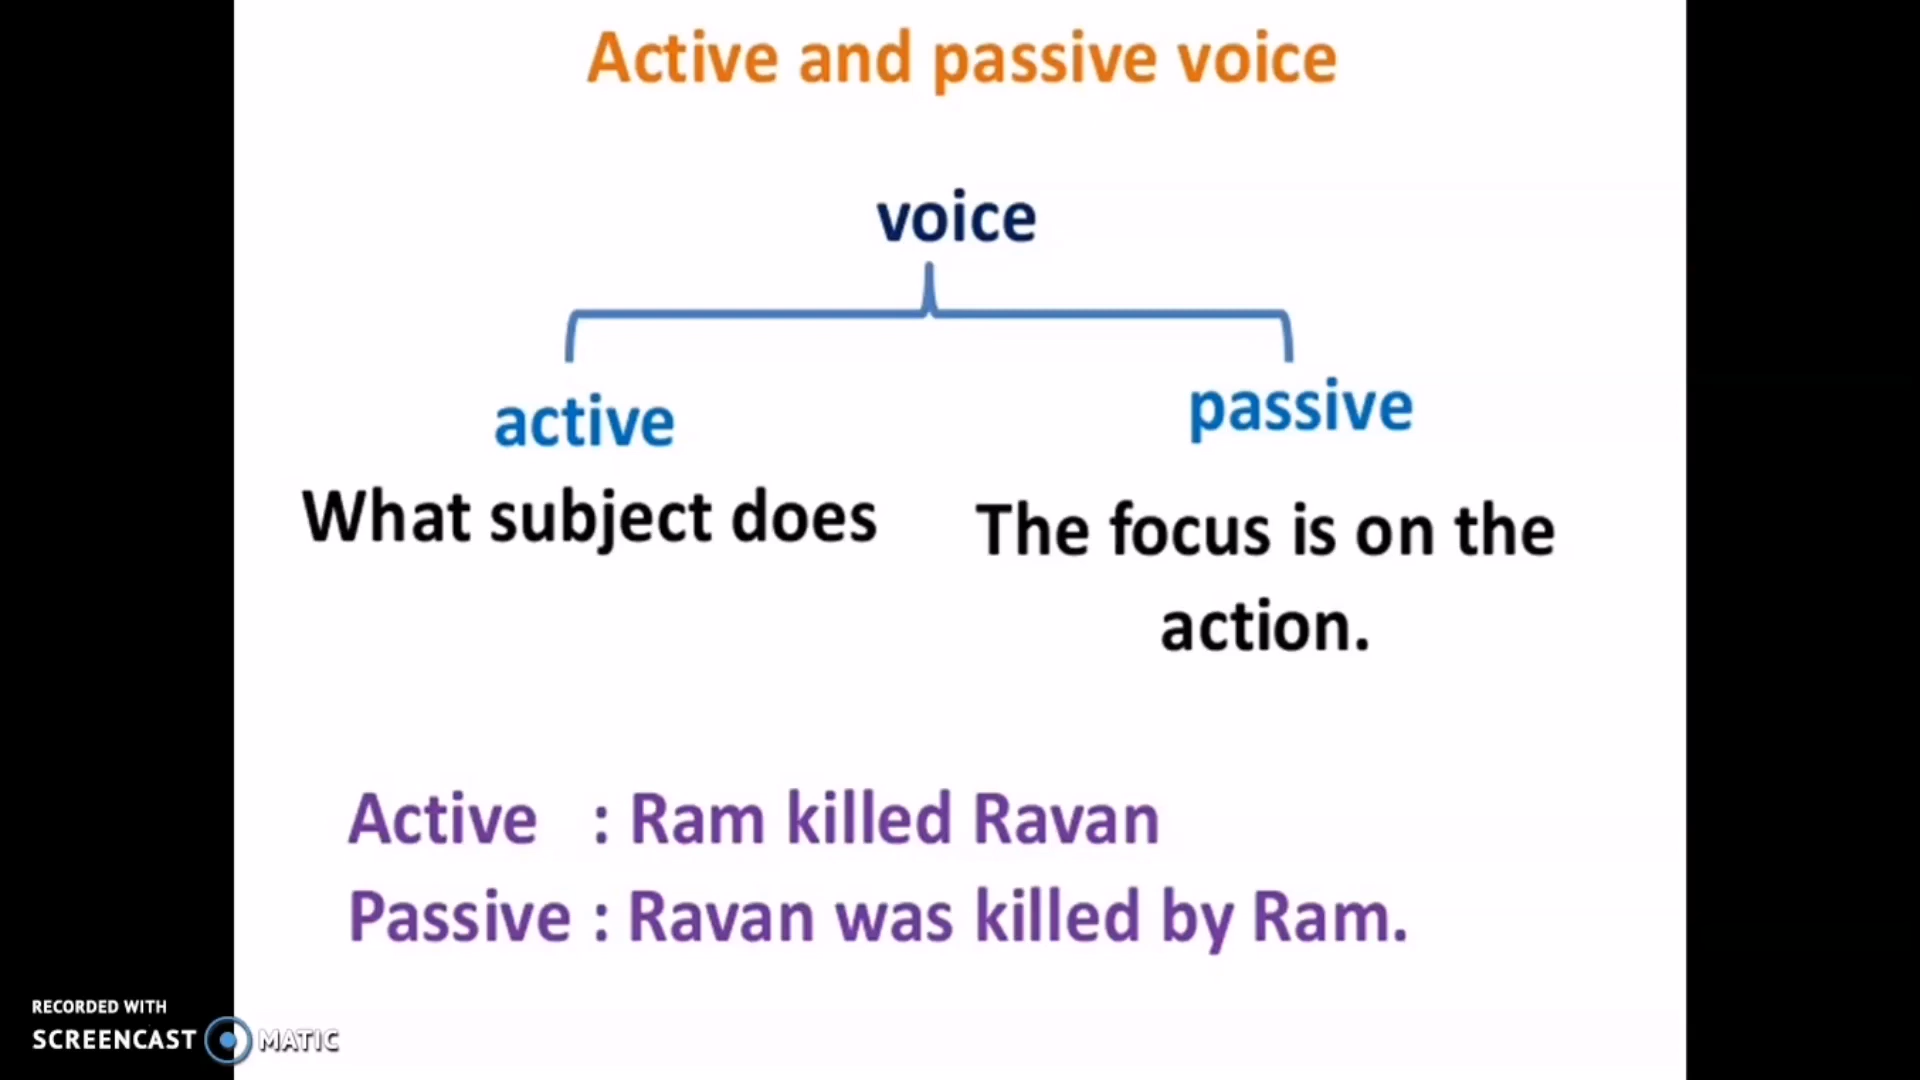 Active and passive voice
voice
active
passive
What subject does
The focus is on the
action.
Active : Ram killed Ravan
Passive : Ravan was killed by Ram.
RECORDED WITH
SCREENCAST MATIC